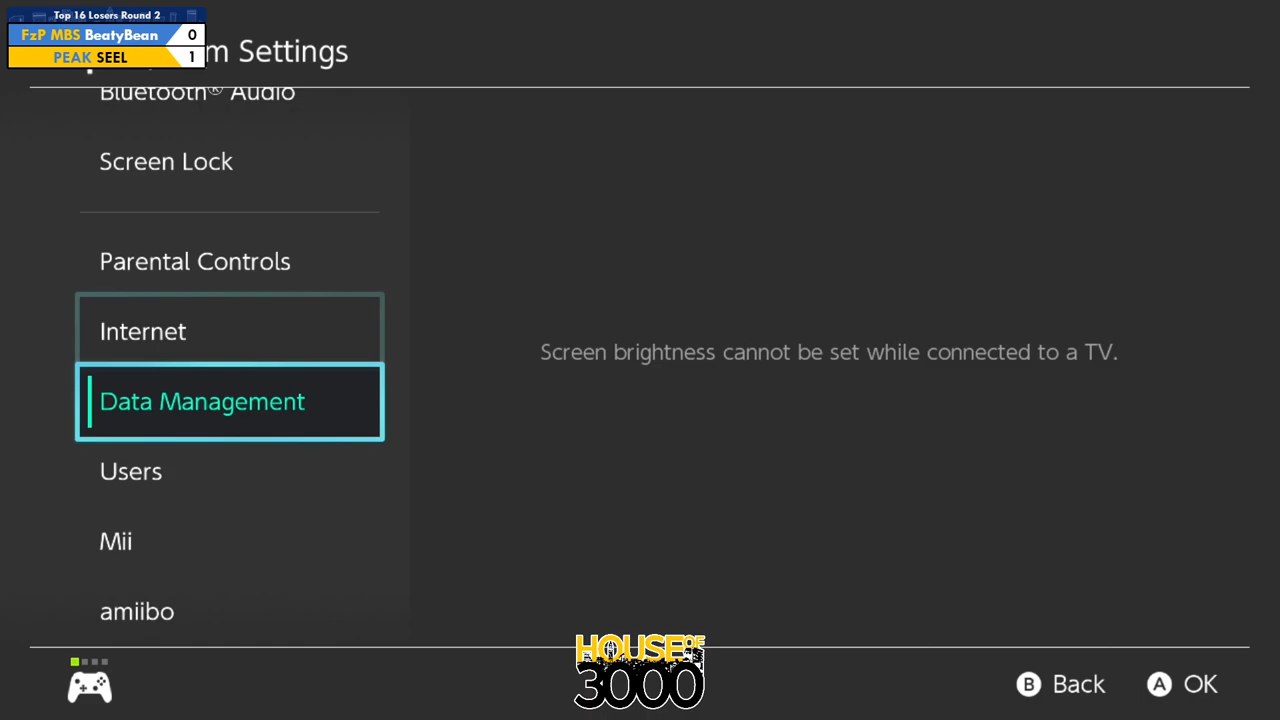 Top 16 Losers Round 2
FzP MBS BeatyBean 0
PEAK SEEL 1
m Settings
Bluetooth® Audio
Screen Lock
Parental Controls
Internet
Data Management
Users
Mii
amiibo
Screen brightness cannot be set while connected to a TV.
HOUSE OF
3000
B Back
A OK